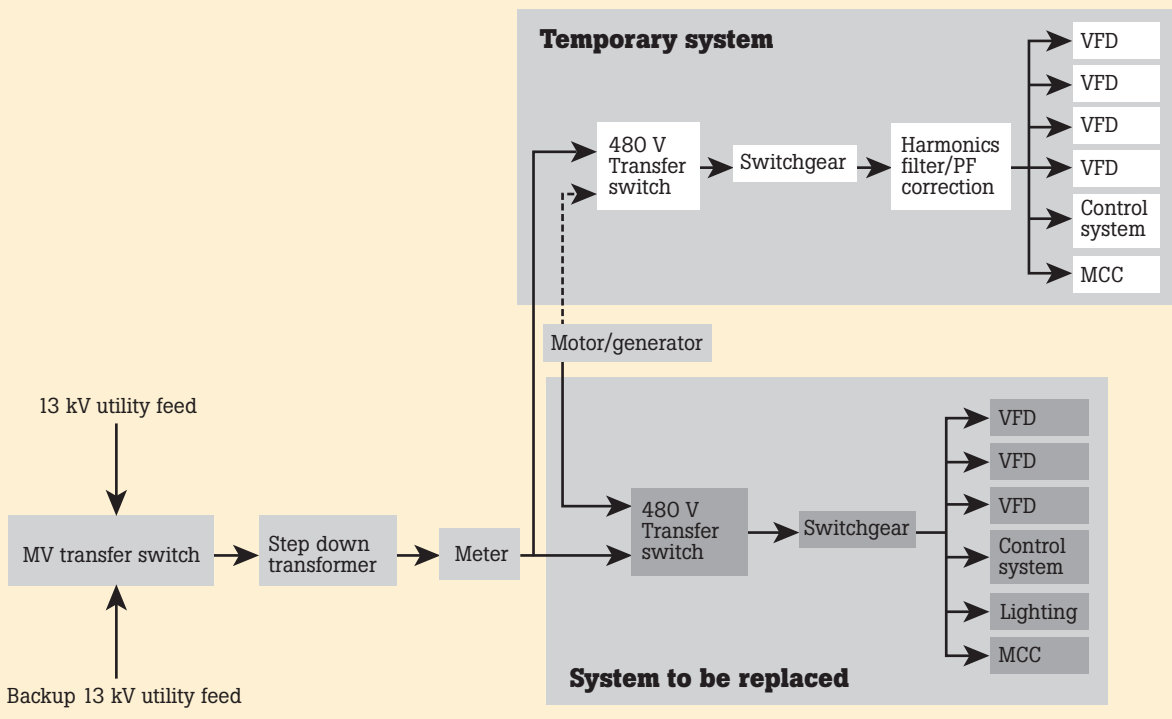 Temporary system
VFD
VFD
VFD
VFD
Control
system
MCC
480 V
Transfer
switch
Switchgear
Harmonics
filter/PF
correction
Motor/generator
13 kV utility feed
MV transfer switch
Step down
transformer
Meter
Backup 13 kV utility feed
480 V
Transfer
switch
Switchgear
VFD
VFD
VFD
Control
system
Lighting
MCC
System to be replaced